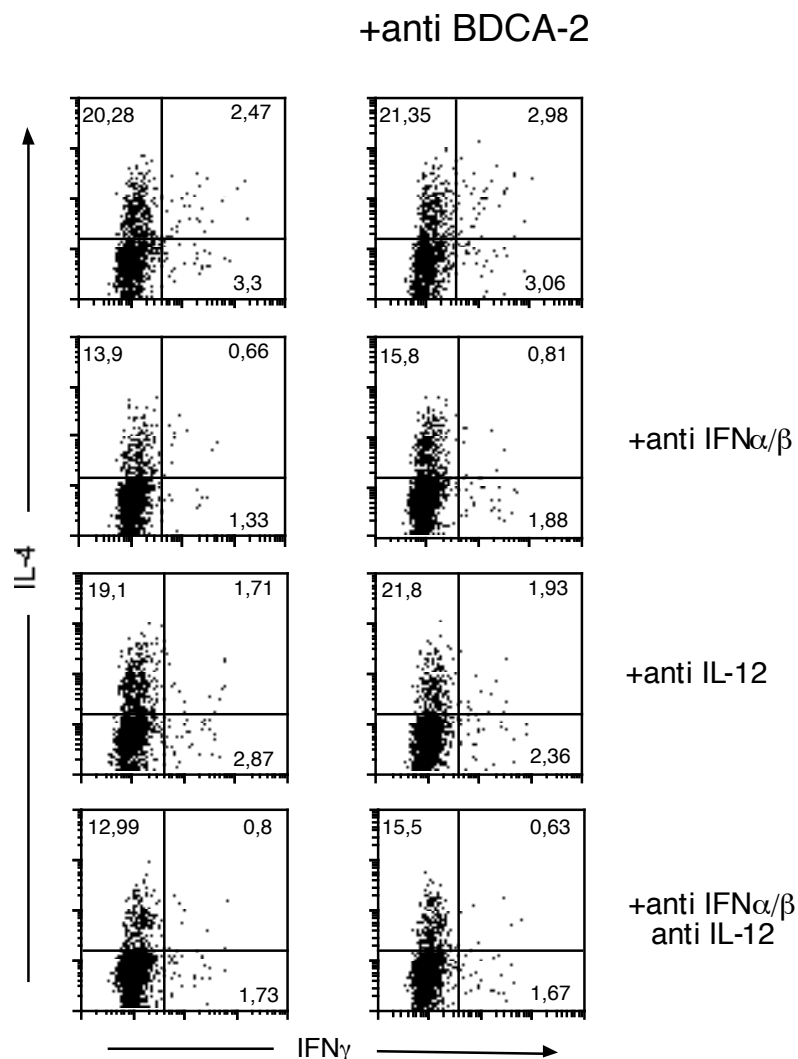 +anti BDCA-2
20,28 2,47
21,35 2,98
3,3
3,06
13,9 0,66
15,8 0,81
+anti IFNα/β
1,33
1,88
IL-4
19,1 1,71
21,8 1,93
+anti IL-12
2,87
2,36
12,99 0,8
15,5 0,63
+anti IFNα/β
anti IL-12
1,73
1,67
IFNγ